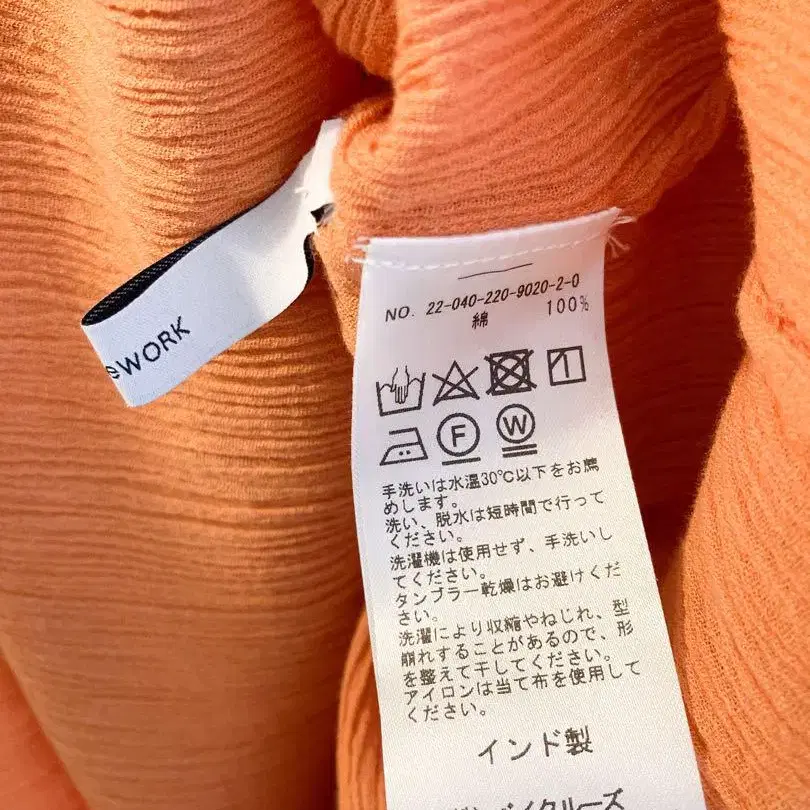 eWORK
NO. 22-040-220-9020-2-0
綿 100%
F W
手洗いは水温30℃以下をお薦
めします。
洗い、脱水は短時間で行って
ください。
洗濯機は使用せず、手洗いし
てください。
タンブラー乾燥はお避けくだ
さい。
洗濯により収縮やねじれ、型
崩れすることがあるので、形
を整えて干してください。
アイロンは当て布を使用して
ください。
インド製
ベイクルーズ